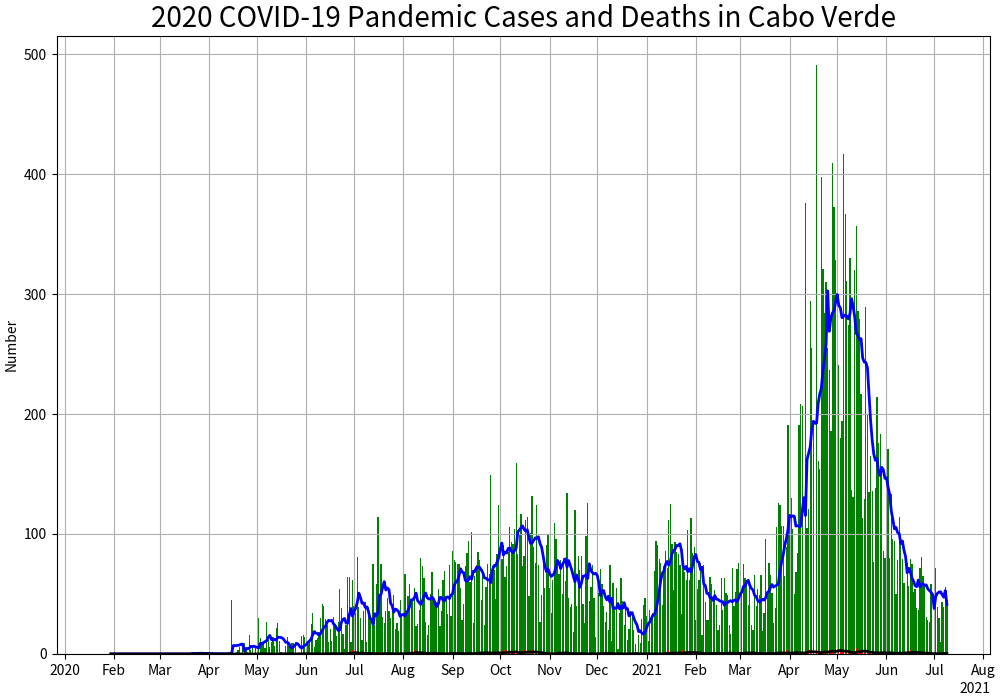 2020 COVID-19 Pandemic Cases and Deaths in Cabo Verde
500
400
300
200
100
0
Number
2020 Feb Mar Apr May Jun Jul Aug Sep Oct Nov Dec 2021 Feb Mar Apr May Jun Jul Aug
2021